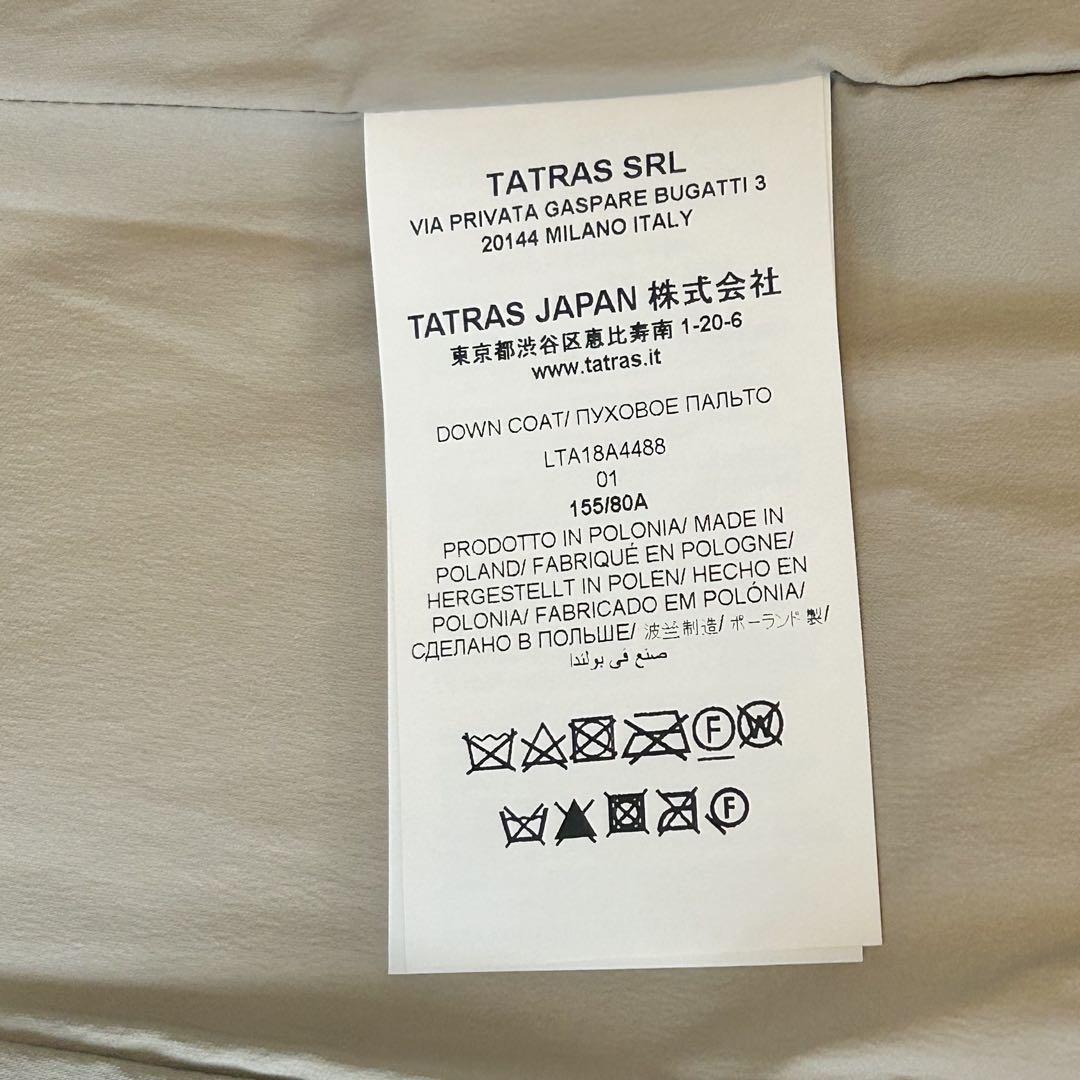 TATRAS SRL
VIA PRIVATA GASPARE BUGATTI 3
20144 MILANO ITALY
TATRAS JAPAN 株式会社
東京都渋谷区恵比寿南 1-20-6
www.tatras.it
DOWN COAT/ ПУХОВОЕ ПАЛЬТО
LTA18A4488
01
155/80A
PRODOTTO IN POLONIA/ MADE IN
POLAND/ FABRIQUÉ EN POLOGNE/
HERGESTELLT IN POLEN/ HECHO EN
POLONIA/ FABRICADO EM POLÓNIA/
СДЕЛАНО В ПОЛЬШЕ/ 波兰制造/ ポーランド製/
صنع في بولندا
F W
F